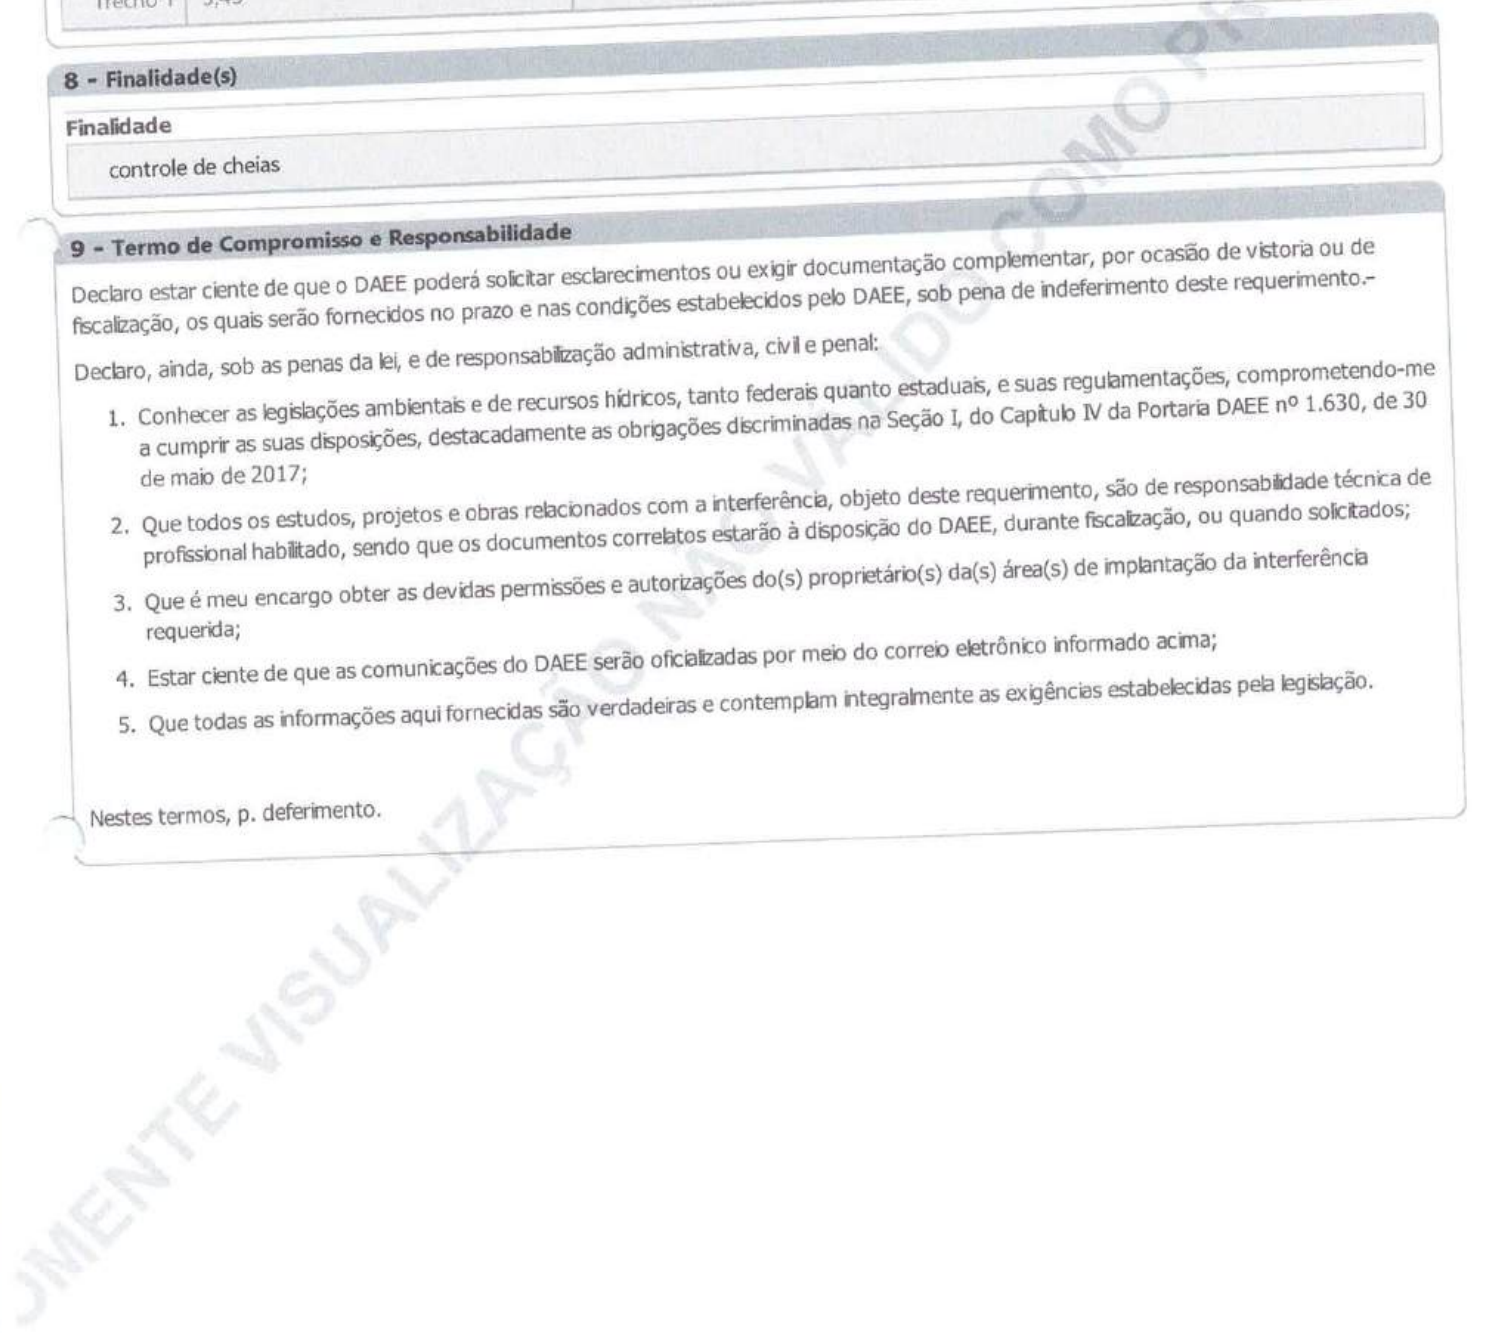 8 - Finalidade(s)
Finalidade
controle de cheias
9 - Termo de Compromisso e Responsabilidade
Declaro estar ciente de que o DAEE poderá solicitar esclarecimentos ou exigir documentação complementar, por ocasião de vistoria ou de
fiscalização, os quais serão fornecidos no prazo e nas condições estabelecidos pelo DAEE, sob pena de indeferimento deste requerimento.-
Declaro, ainda, sob as penas da lei, e de responsabilização administrativa, civil e penal:
1. Conhecer as legislações ambientais e de recursos hídricos, tanto federais quanto estaduais, e suas regulamentações, comprometendo-me
a cumprir as suas disposições, destacadamente as obrigações discriminadas na Seção I, do Capítulo IV da Portaria DAEE nº 1.630, de 30
de maio de 2017;
2. Que todos os estudos, projetos e obras relacionados com a interferência, objeto deste requerimento, são de responsabilidade técnica de
profissional habilitado, sendo que os documentos correlatos estarão à disposição do DAEE, durante fiscalização, ou quando solicitados;
3. Que é meu encargo obter as devidas permissões e autorizações do(s) proprietário(s) da(s) área(s) de implantação da interferência
requerida;
4. Estar ciente de que as comunicações do DAEE serão oficializadas por meio do correio eletrônico informado acima;
5. Que todas as informações aqui fornecidas são verdadeiras e contemplam integralmente as exigências estabelecidas pela legislação.
Nestes termos, p. deferimento.
VISUALIZAÇÃO NÃO VÁLIDO COMO